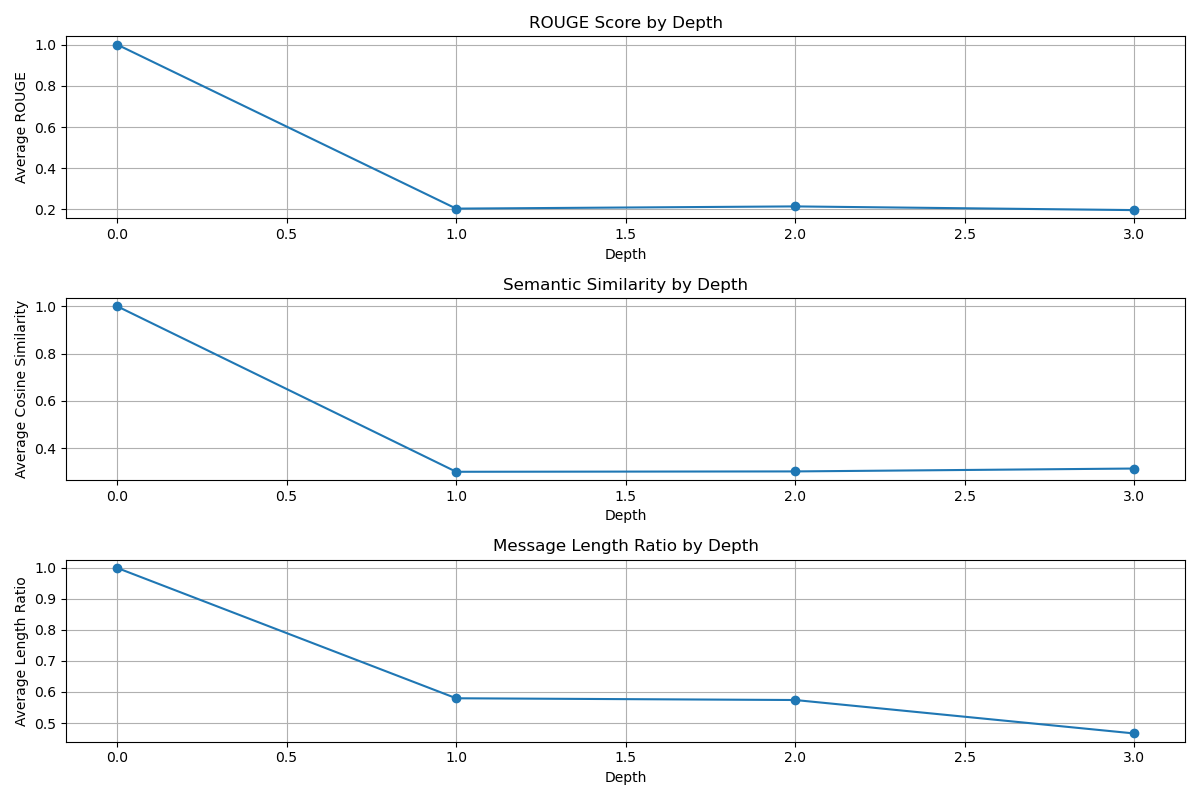 ROUGE Score by Depth
Average ROUGE
1.0
0.8
0.6
0.4
0.2
0.0 0.5 1.0 1.5 2.0 2.5 3.0
Depth
Semantic Similarity by Depth
Average Cosine Similarity
1.0
0.8
0.6
0.4
0.0 0.5 1.0 1.5 2.0 2.5 3.0
Depth
Message Length Ratio by Depth
Average Length Ratio
1.0
0.9
0.8
0.7
0.6
0.5
0.0 0.5 1.0 1.5 2.0 2.5 3.0
Depth